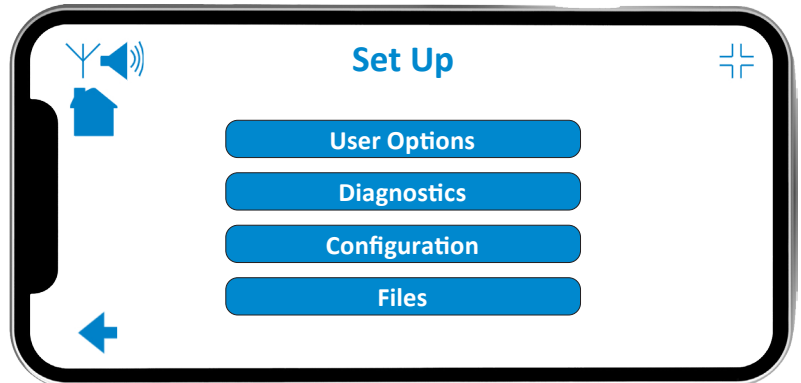 Set Up
User Options
Diagnostics
Configuration
Files